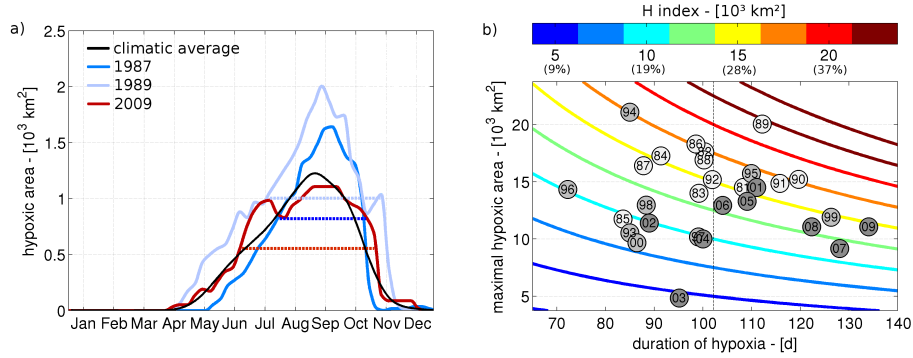 a)
2.5
2
1.5
1
0.5
0
hypoxic area - [10³ km²]
climatic average
1987
1989
2009
Jan Feb Mar Apr May Jun Jul Aug Sep Oct Nov Dec
b)
H index - [10³ km²]
5 10 15 20
(9%) (19%) (28%) (37%)
maximal hypoxic area - [10³ km²]
20
15
10
5
94 89
86
88
84
87
95 92 90
96 01 91
83
05
98 06
85 02 99
93 08 09
00 04
07
03
70 80 90 100 110 120 130 140
duration of hypoxia - [d]